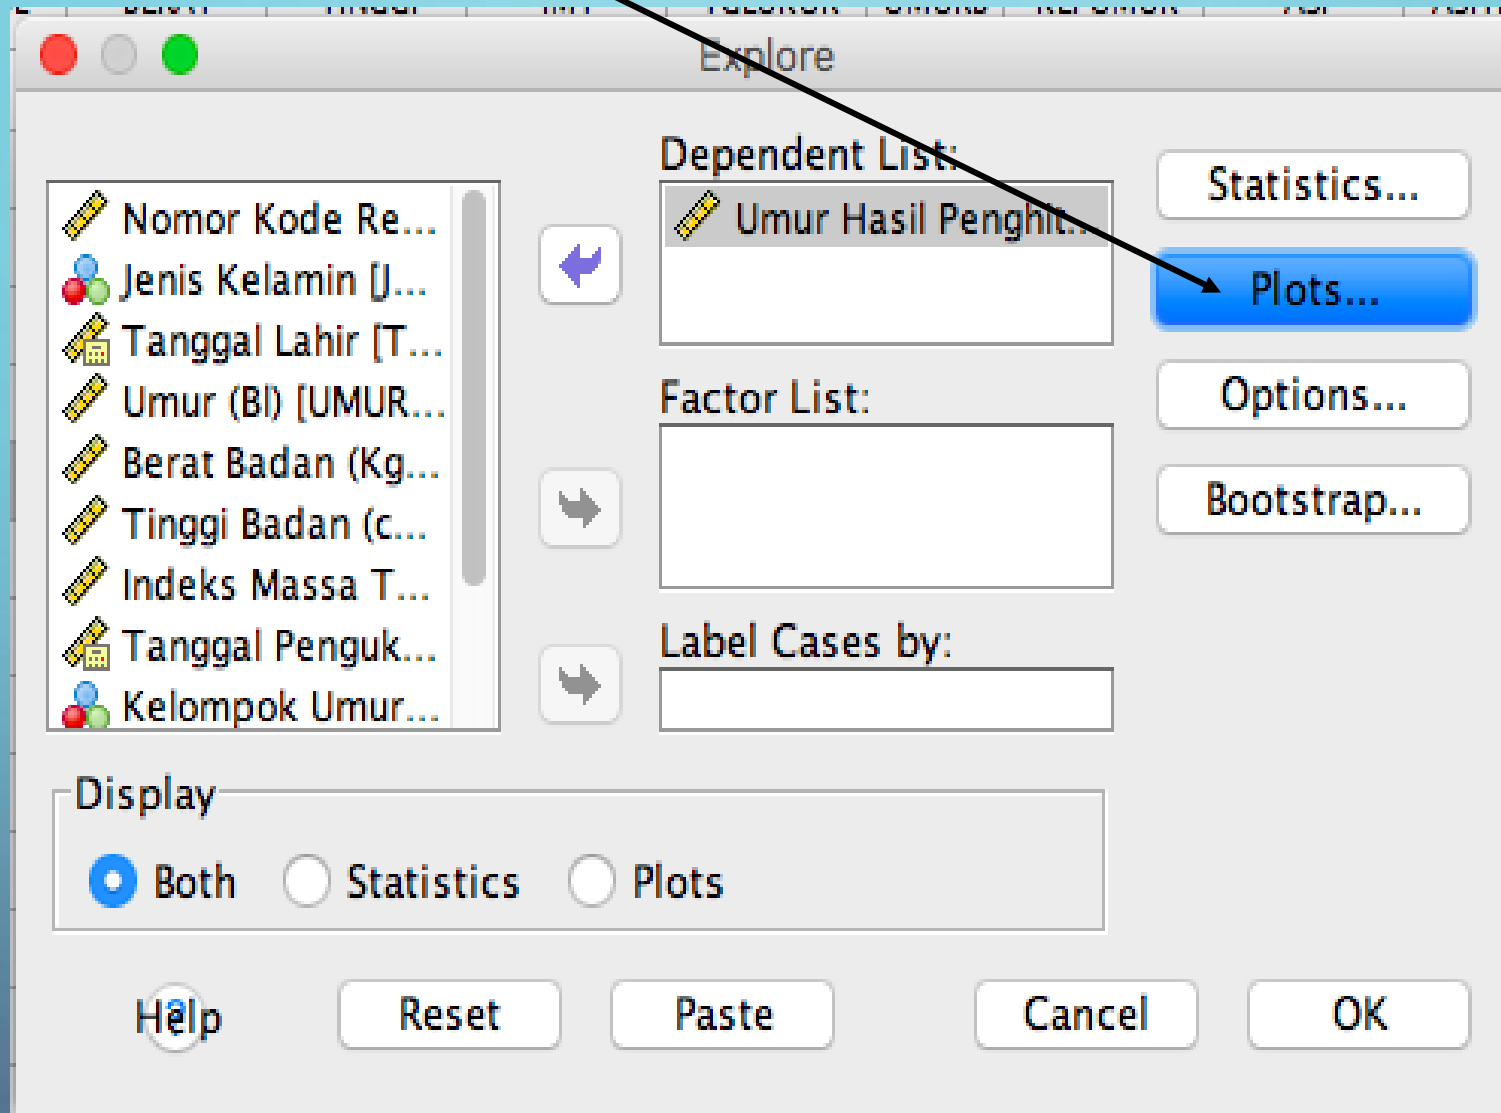 Explore
Nomor Kode Re...
Jenis Kelamin [J...
Tanggal Lahir [T...
Umur (Bl) [UMUR...
Berat Badan (Kg...
Tinggi Badan (c...
Indeks Massa T...
Tanggal Penguk...
Kelompok Umur...
Dependent List:
Umur Hasil Penghit...
Factor List:
Label Cases by:
Statistics...
Plots...
Options...
Bootstrap...
Display
Both Statistics Plots
Help Reset Paste Cancel OK